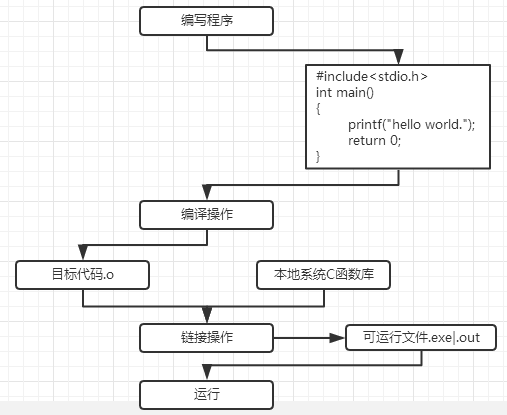 编写程序
#include<stdio.h>
int main()
{
printf("hello world.");
return 0;
}
编译操作
目标代码.o
本地系统C函数库
链接操作
可运行文件.exe|.out
运行